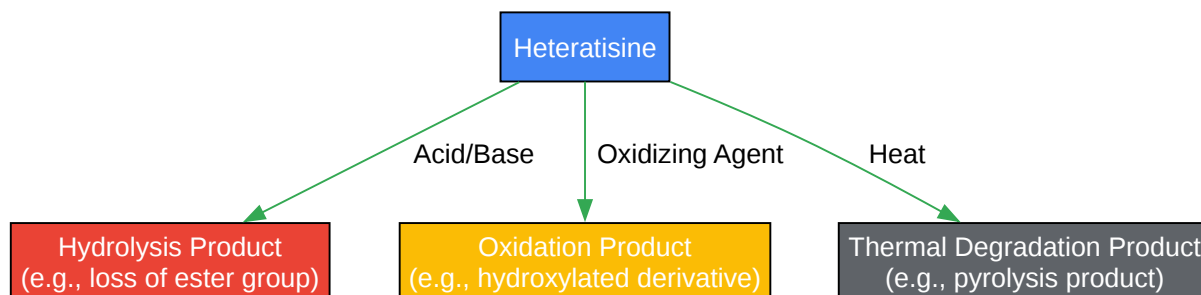 Heteratisine
Acid/Base
Oxidizing Agent
Heat
Hydrolysis Product
(e.g., loss of ester group)
Oxidation Product
(e.g., hydroxylated derivative)
Thermal Degradation Product
(e.g., pyrolysis product)